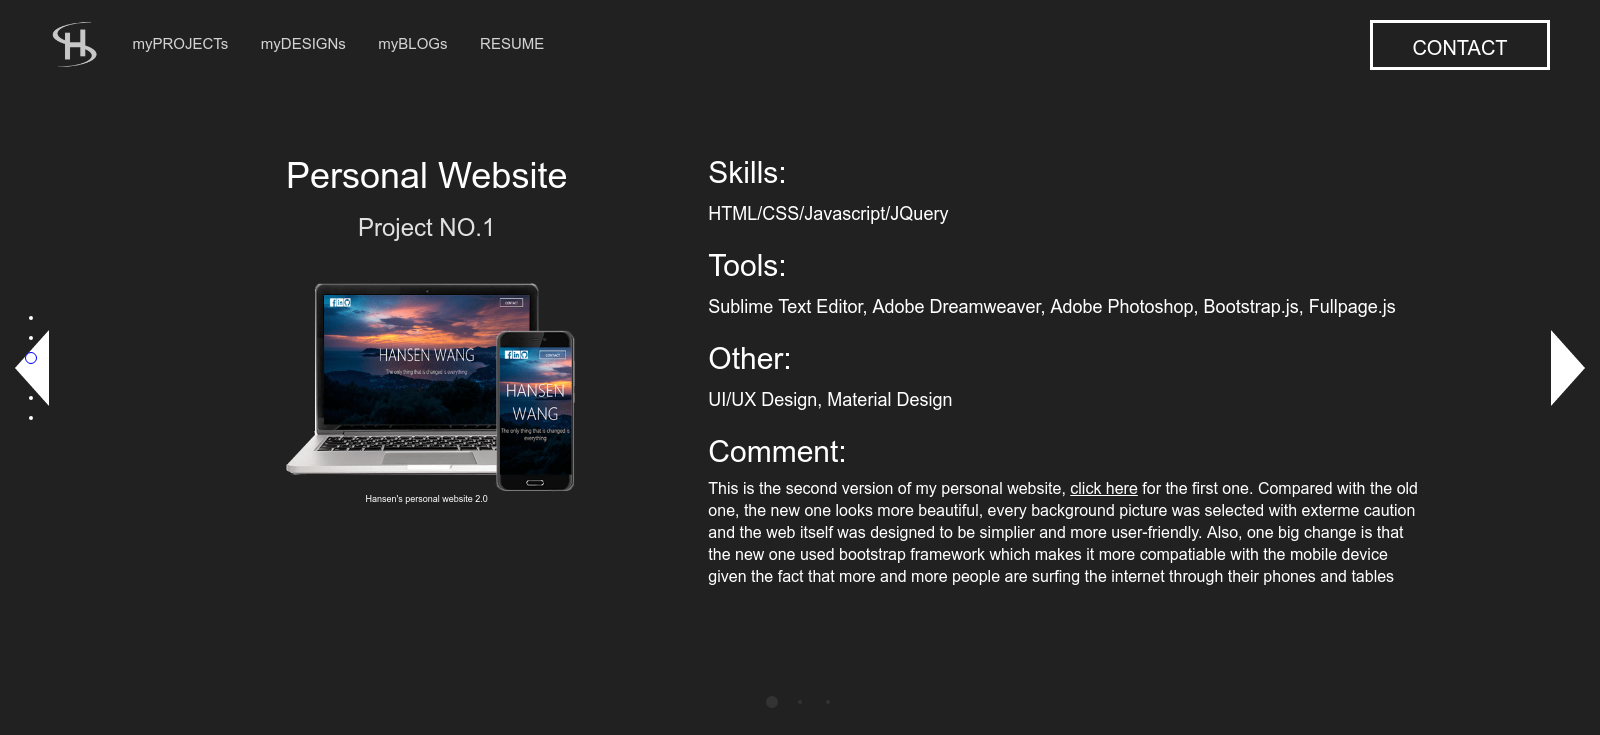 myPROJECTs
myDESIGNs
myBLOGs
RESUME
CONTACT
Personal Website
Project NO.1
CONTACT
HANSEN WANG
The only thing that is changed is everything
CONTACT
HANSEN
WANG
The only thing that is changed is
everything
Hansen's personal website 2.0
Skills:
HTML/CSS/Javascript/JQuery
Tools:
Sublime Text Editor, Adobe Dreamweaver, Adobe Photoshop, Bootstrap.js, Fullpage.js
Other:
UI/UX Design, Material Design
Comment:
This is the second version of my personal website, click here for the first one. Compared with the old
one, the new one looks more beautiful, every background picture was selected with exterme caution
and the web itself was designed to be simplier and more user-friendly. Also, one big change is that
the new one used bootstrap framework which makes it more compatiable with the mobile device
given the fact that more and more people are surfing the internet through their phones and tables